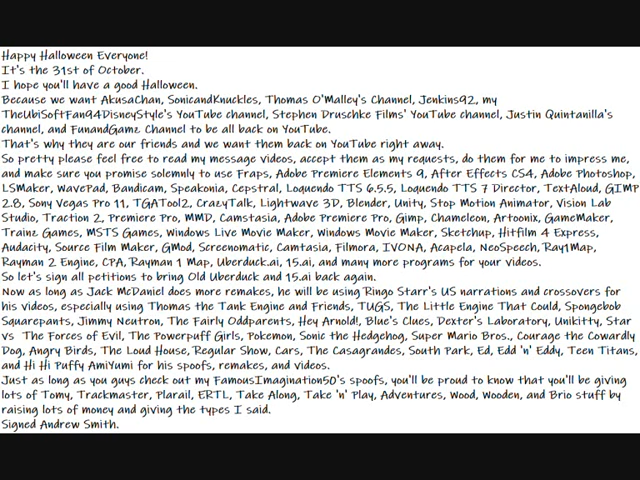 Happy Halloween Everyone!
It's the 31st of October.
I hope you'll have a good Halloween.
Because we want AkusaChan, SonicandKnuckles, Thomas O'Malley's Channel, Jenkins92, my
TheUbiSoftFan94DisneyStyle's YouTube channel, Stephen Druschke Films' YouTube channel, Justin Quintanilla's
channel, and FunandGamz Channel to be all back on YouTube.
That's why they are our friends and we want them back on YouTube right away.
So pretty please feel free to read my message videos, accept them as my requests, do them for me to impress me,
and make sure you promise solemnly to use Fraps, Adobe Premiere Elements 9, After Effects CS4, Adobe Photoshop,
LSMaker, WavePad, Bandicam, Speakonia, Cepstral, Loquendo TTS 6.5.5, Loquendo TTS 7 Director, TextAloud, GIMP
2.8, Sony Vegas Pro 11, TGATool2, CrazyTalk, Lightwave 3D, Blender, Unity, Stop Motion Animator, Vision Lab
Studio, Traction 2, Premiere Pro, MMD, Camstasia, Adobe Premiere Pro, Gimp, Chameleon, Artoonix, GameMaker,
Trainz Games, MSTS Games, Windows Live Movie Maker, Windows Movie Maker, Sketchup, Hitfilm 4 Express,
Audacity, Source Film Maker, GMod, Screenomatic, Camtasia, Filmora, IVONA, Acapela, NeoSpeech, Ray1Map,
Rayman 2 Engine, CPA, Rayman 1 Map, Uberduck.ai, 15.ai, and many more programs for your videos.
So let's sign all petitions to bring Old Uberduck and 15.ai back again.
Now as long as Jack McDaniel does more remakes, he will be using Ringo Starr's US narrations and crossovers for
his videos, especially using Thomas the Tank Engine and Friends, TUGS, The Little Engine That Could, Spongebob
Squarepants, Jimmy Neutron, The Fairly Oddparents, Hey Arnold!, Blue's Clues, Dexter's Laboratory, Unikitty, Star
vs The Forces of Evil, The Powerpuff Girls, Pokemon, Sonic the Hedgehog, Super Mario Bros., Courage the Cowardly
Dog, Angry Birds, The Loud House, Regular Show, Cars, The Casagrandes, South Park, Ed, Edd 'n' Eddy, Teen Titans,
and Hi Hi Puffy AmiYumi for his spoofs, remakes, and videos.
Just as long as you guys check out my FamousImagination50's spoofs, you'll be proud to know that you'll be giving
lots of Tomy, Trackmaster, Plarail, ERTL, Take Along, Take 'n' Play, Adventures, Wood, Wooden, and Brio stuff by
raising lots of money and giving the types I said.
Signed Andrew Smith.